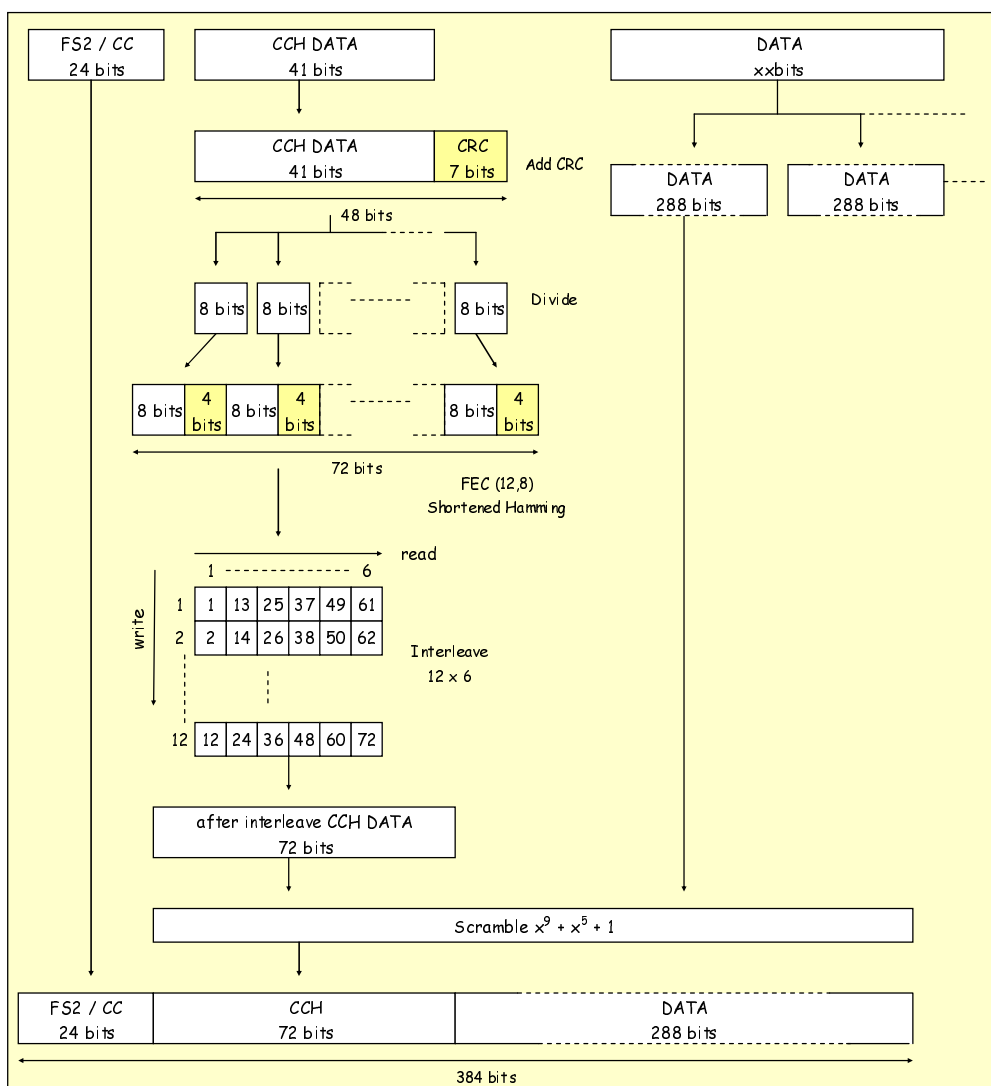 FS2 / CC
24 bits
CCH DATA
41 bits
DATA
xxbits
CCH DATA
41 bits
CRC
7 bits
Add CRC
DATA
288 bits
DATA
288 bits
48 bits
8 bits
8 bits
8 bits
Divide
8 bits
4
bits
8 bits
4
bits
8 bits
4
bits
72 bits
FEC (12,8)
Shortened Hamming
read
1 6
write
1 1 13 25 37 49 61
2 2 14 26 38 50 62
Interleave
12 x 6
12 12 24 36 48 60 72
after interleave CCH DATA
72 bits
Scramble x⁹ + x⁵ + 1
FS2 / CC
24 bits
CCH
72 bits
DATA
288 bits
384 bits